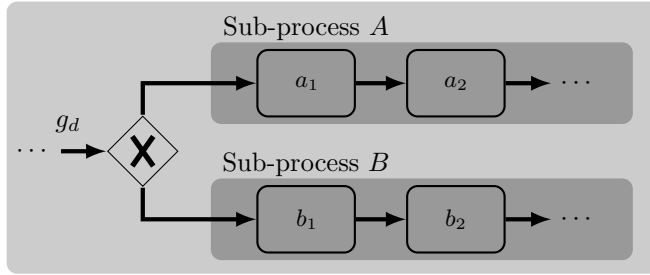 Sub-process A
a₁ a₂ ···
g_d
···
Sub-process B
b₁ b₂ ···